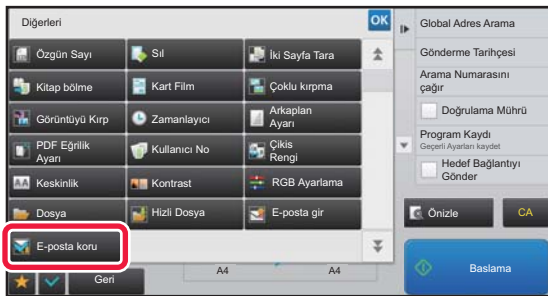 Diğerleri
OK
Özgün Sayı
Sıl
İki Sayfa Tara
Kitap bölme
Kart Film
Çoklu kırpma
Görüntüyü Kırp
Zamanlayıcı
Arkaplan
Ayarı
PDF Eğrilik
Ayarı
Kullanıcı No
Çikis
Rengi
Keskinlik
Kontrast
RGB Ayarlama
Dosya
Hizli Dosya
E-posta gir
E-posta koru
Geri
A4
A4
Global Adres Arama
Gönderme Tarihçesi
Arama Numarasını
çağır
Doğrulama Mührü
Program Kaydı
Geçerli Ayarları kaydet
Hedef Bağlantıyı
Gönder
Önizle
CA
Baslama